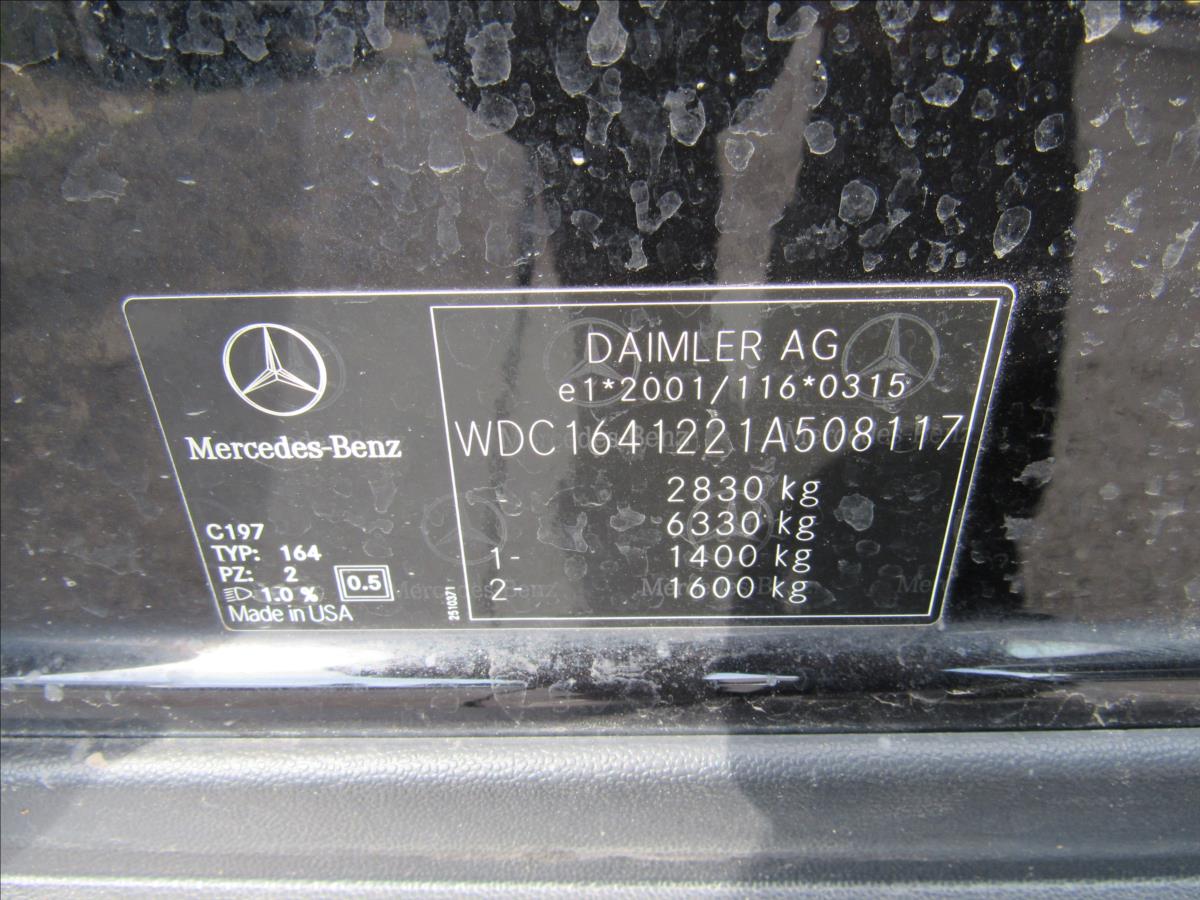 Mercedes-Benz
C197
TYP: 164
PZ: 2
1.0 %
0.5
Made in USA
2510371
DAIMLER AG
e1*2001/116*0315
WDC1641221A508117
- 2830 kg
6330 kg
1- 1400 kg
2- 1600 kg